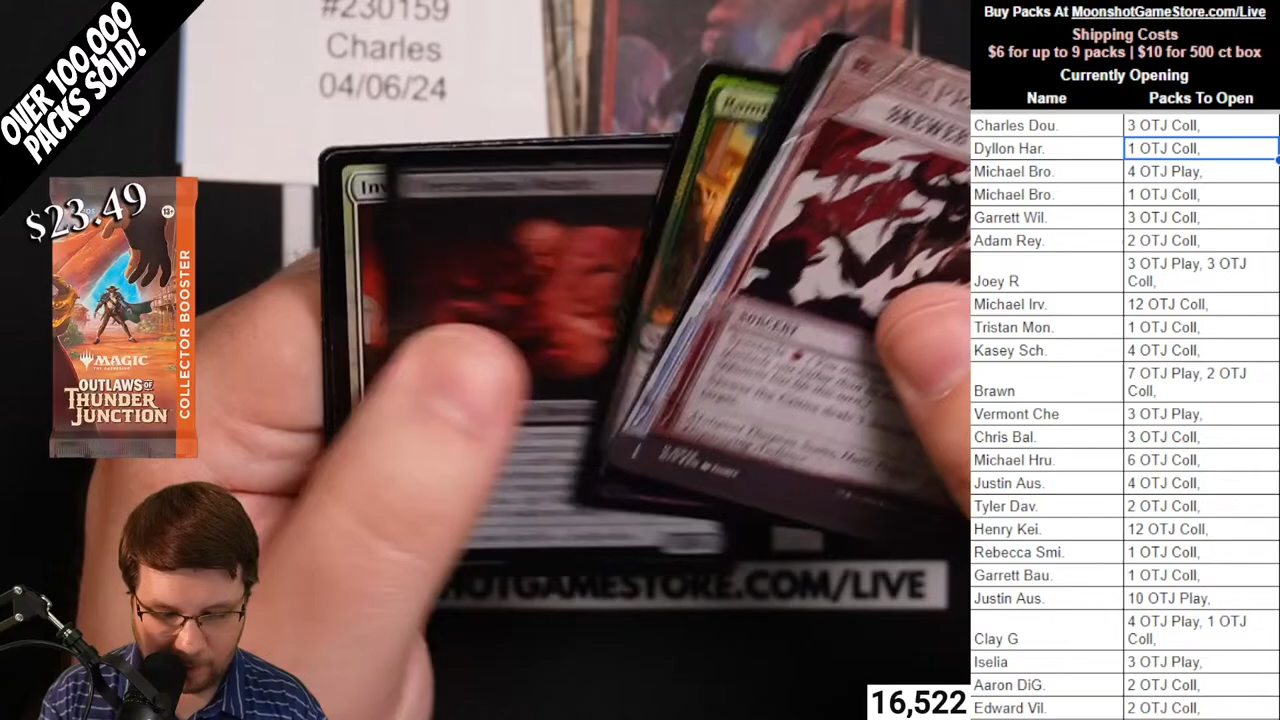 OVER 100,000
PACKS SOLD!
$23.49
13+
MAGIC
THE GATHERING
OUTLAWS OF
THUNDER
JUNCTION
COLLECTOR BOOSTER
#230159
Charles
04/06/24
Inv
SKEWER
SORCERY
HOTGAMESTORE.COM/LIVE
16,522
Buy Packs At MoonshotGameStore.com/Live
Shipping Costs
$6 for up to 9 packs | $10 for 500 ct box
Currently Opening
Name Packs To Open
Charles Dou. 3 OTJ Coll,
Dyllon Har. 1 OTJ Coll,
Michael Bro. 4 OTJ Play,
Michael Bro. 1 OTJ Coll,
Garrett Wil. 3 OTJ Coll,
Adam Rey. 2 OTJ Coll,
Joey R 3 OTJ Play, 3 OTJ
Coll,
Michael Irv. 12 OTJ Coll,
Tristan Mon. 1 OTJ Coll,
Kasey Sch. 4 OTJ Coll,
Brawn 7 OTJ Play, 2 OTJ
Coll,
Vermont Che 3 OTJ Play,
Chris Bal. 3 OTJ Coll,
Michael Hru. 6 OTJ Coll,
Justin Aus. 4 OTJ Coll,
Tyler Dav. 2 OTJ Coll,
Henry Kei. 12 OTJ Coll,
Rebecca Smi. 1 OTJ Coll,
Garrett Bau. 1 OTJ Coll,
Justin Aus. 10 OTJ Play,
Clay G 4 OTJ Play, 1 OTJ
Coll,
Iselia 3 OTJ Play,
Aaron DiG. 2 OTJ Coll,
Edward Vil. 2 OTJ Coll,